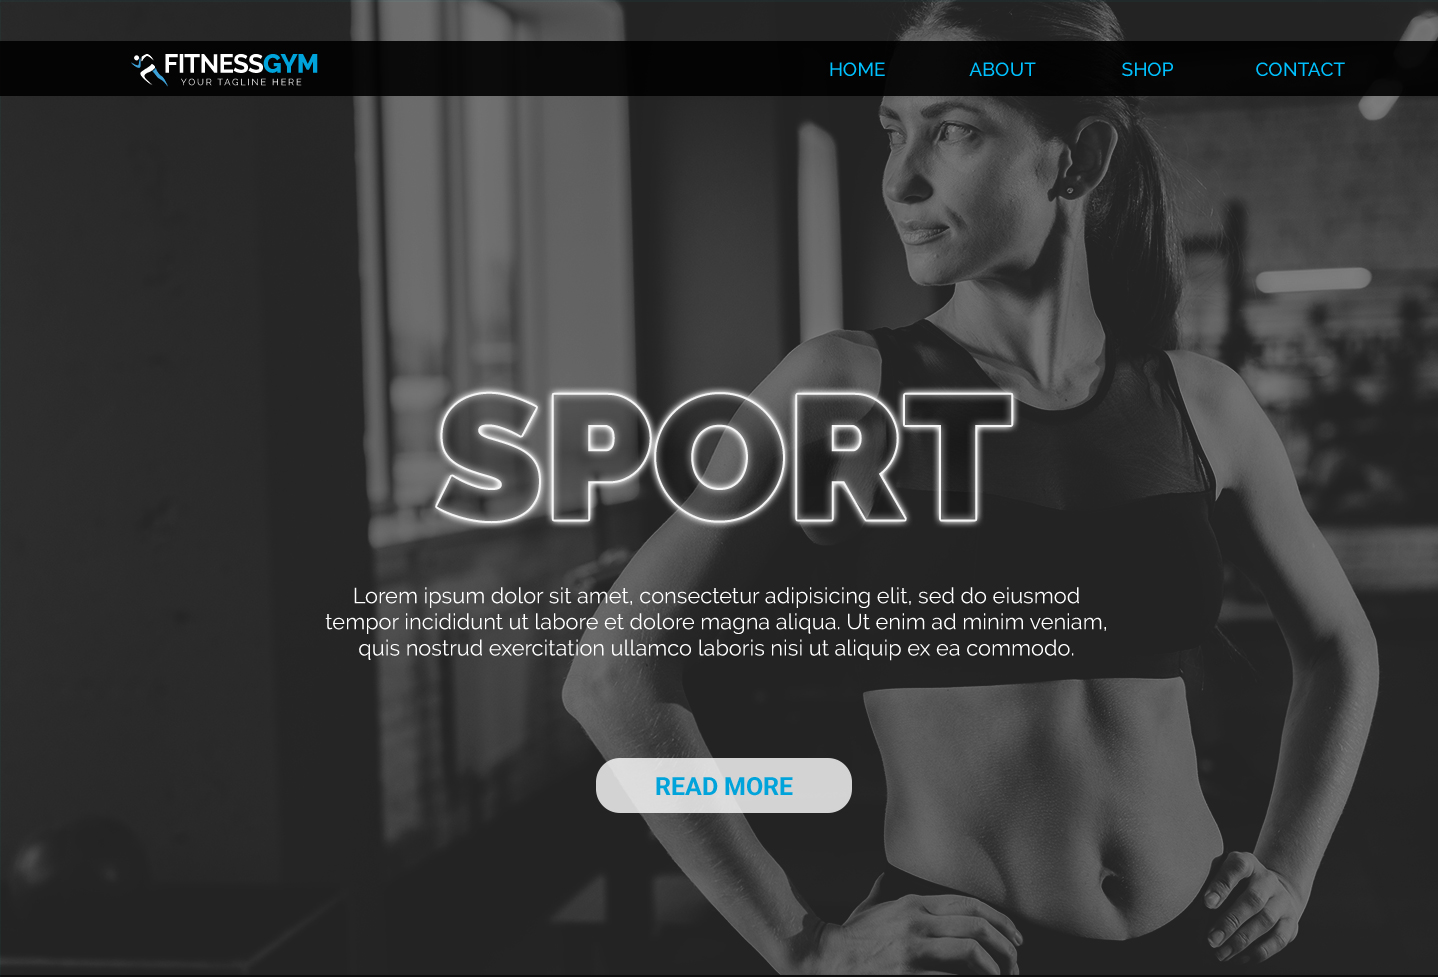 FITNESSGYM
YOUR TAGLINE HERE
HOME
ABOUT
SHOP
CONTACT
SPORT
Lorem ipsum dolor sit amet, consectetur adipisicing elit, sed do eiusmod
tempor incididunt ut labore et dolore magna aliqua. Ut enim ad minim veniam,
quis nostrud exercitation ullamco laboris nisi ut aliquip ex ea commodo.
READ MORE